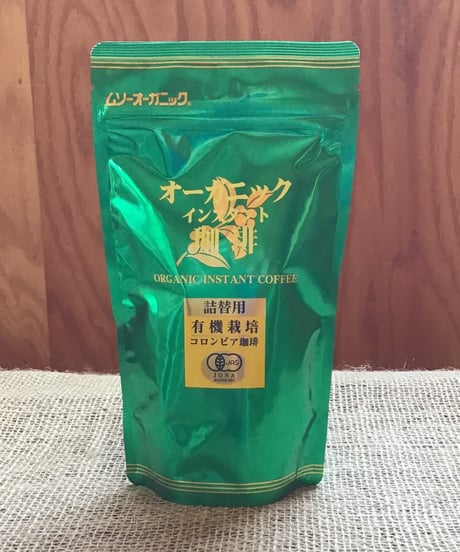 ムソーオーガニック®
オーガニック
インスタント
珈琲
ORGANIC INSTANT COFFEE
詰替用
有機栽培
コロンビア珈琲
JAS
JONA